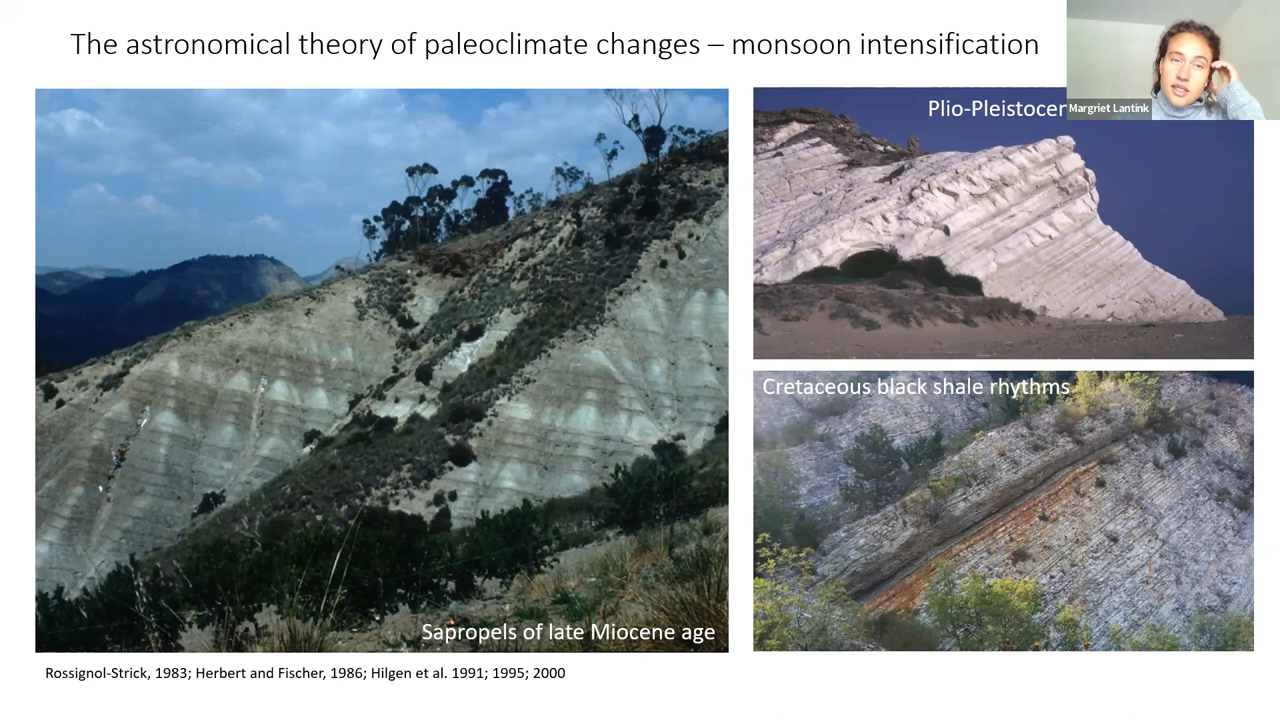 The astronomical theory of paleoclimate changes – monsoon intensification
Plio-Pleistocen
Margriet Lantink
Cretaceous black shale rhythms
Sapropels of late Miocene age
Rossignol-Strick, 1983; Herbert and Fischer, 1986; Hilgen et al. 1991; 1995; 2000